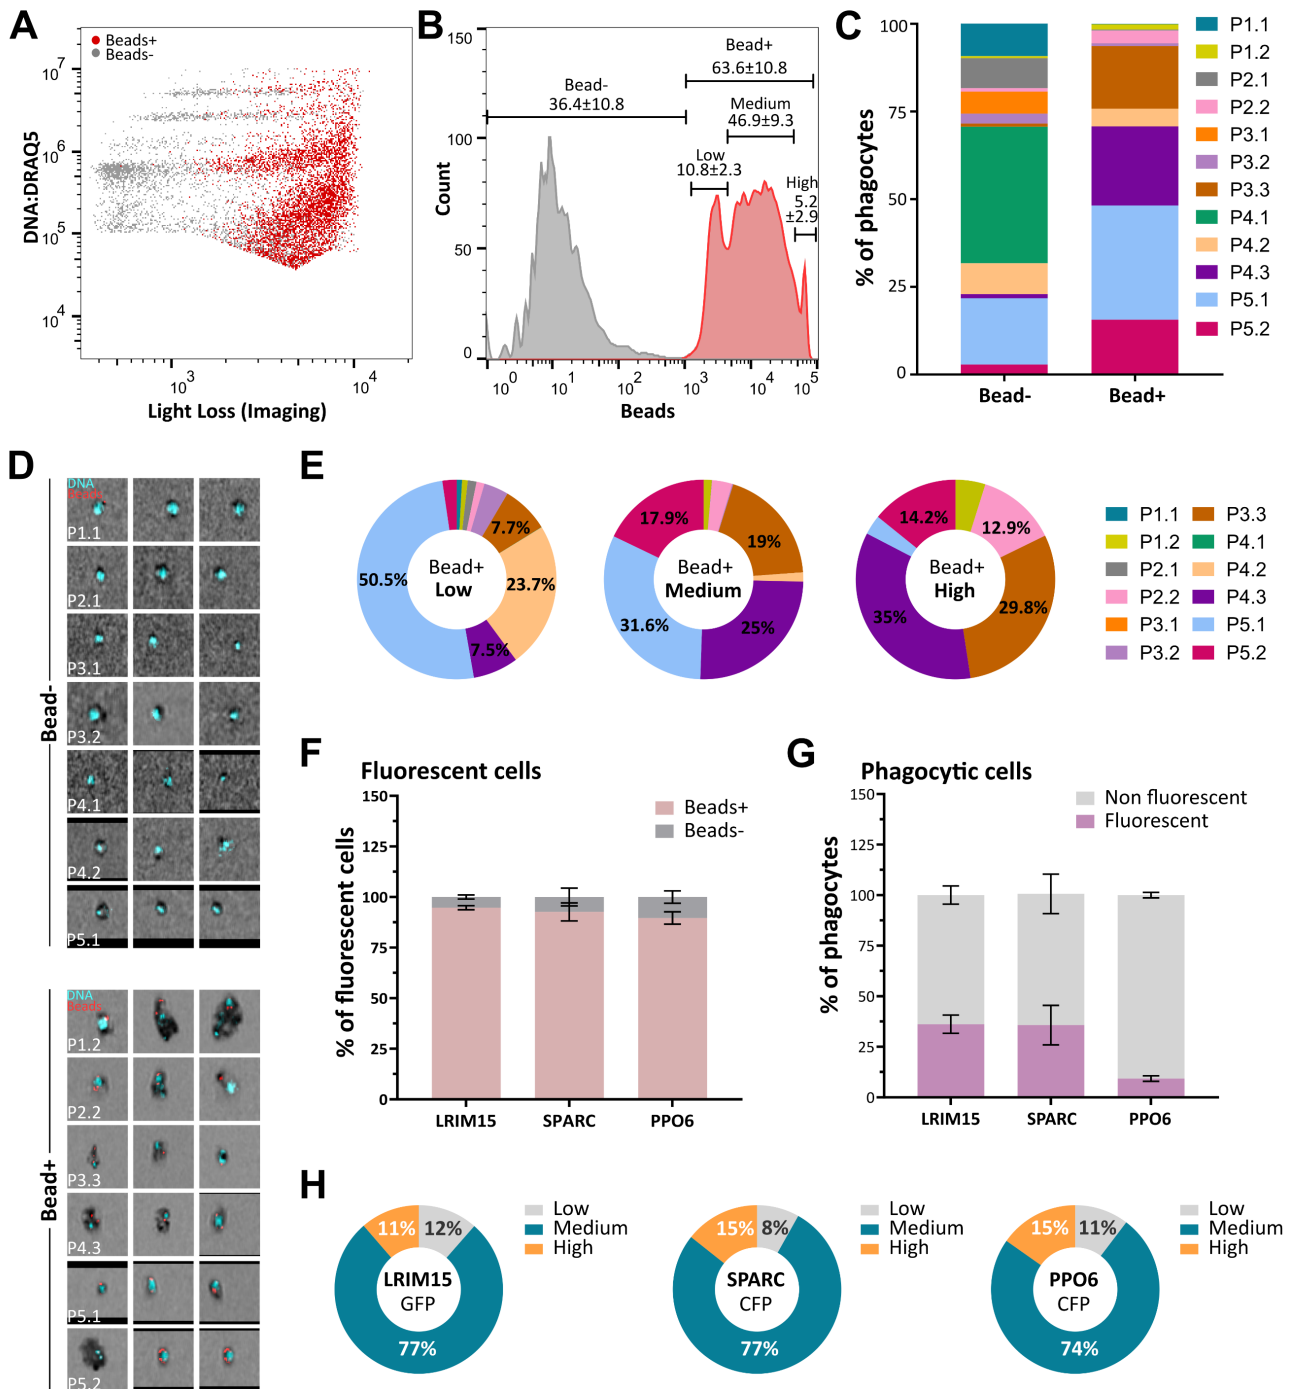 A
Beads+
Beads-
10^7
10^6
10^5
10^4
DNA:DRAQ5
10^3
10^4
Light Loss (Imaging)
B
150
100
50
0
Count
Bead-
36.4±10.8
Bead+
63.6±10.8
Medium
46.9±9.3
Low
10.8±2.3
High
5.2
±2.9
10^0
10^1
10^2
10^3
10^4
10^5
Beads
C
100
75
50
25
0
% of phagocytes
Bead-
Bead+
P1.1
P1.2
P2.1
P2.2
P3.1
P3.2
P3.3
P4.1
P4.2
P4.3
P5.1
P5.2
D
Bead-
DNA
Beads
P1.1
P2.1
P3.1
P3.2
P4.1
P4.2
P5.1
Bead+
DNA
Beads
P1.2
P2.2
P3.3
P4.3
P5.1
P5.2
E
7.7%
23.7%
7.5%
50.5%
Bead+
Low
17.9%
19%
25%
31.6%
Bead+
Medium
14.2%
12.9%
29.8%
35%
Bead+
High
P1.1 P3.3
P1.2 P4.1
P2.1 P4.2
P2.2 P4.3
P3.1 P5.1
P3.2 P5.2
F
Fluorescent cells
Beads+
Beads-
150
125
100
75
50
25
0
% of fluorescent cells
LRIM15 SPARC PPO6
G
Phagocytic cells
Non fluorescent
Fluorescent
150
125
100
75
50
25
0
% of phagocytes
LRIM15 SPARC PPO6
H
11% 12%
LRIM15
GFP
77%
Low
Medium
High
15% 8%
SPARC
CFP
77%
Low
Medium
High
15% 11%
PPO6
CFP
74%
Low
Medium
High